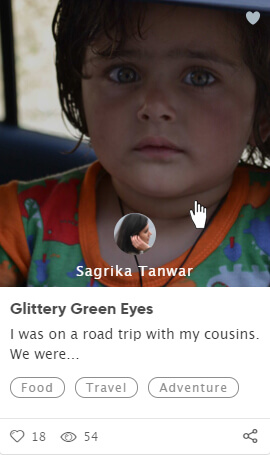 Sagrika Tanwar
Glittery Green Eyes
I was on a road trip with my cousins.
We were...
Food Travel Adventure
18 54